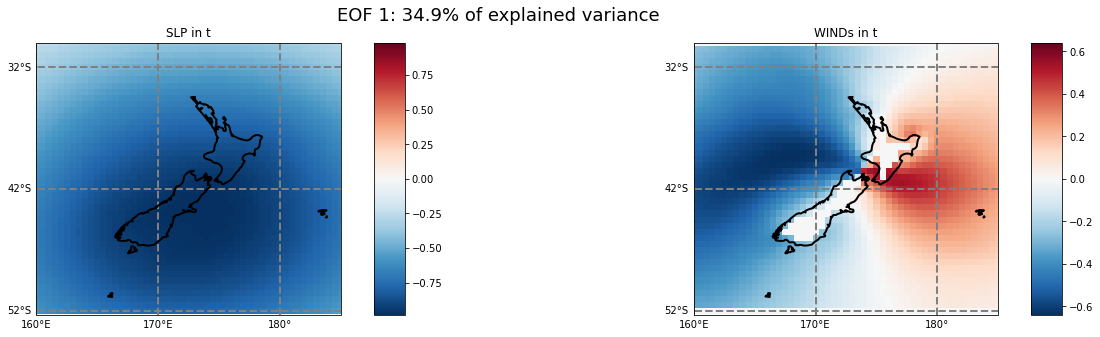 EOF 1: 34.9% of explained variance
SLP in t
32°S
42°S
52°S
160°E
170°E
180°
0.75
0.50
0.25
0.00
−0.25
−0.50
−0.75
WINDs in t
32°S
42°S
52°S
160°E
170°E
180°
0.6
0.4
0.2
0.0
−0.2
−0.4
−0.6